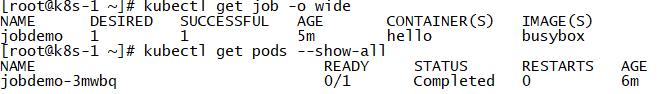 [root@k8s-1 ~]# kubectl get job -o wide
NAME DESIRED SUCCESSFUL AGE CONTAINER(S) IMAGE(S)
jobdemo 1 1 5m hello busybox
[root@k8s-1 ~]# kubectl get pods --show-all
NAME READY STATUS RESTARTS AGE
jobdemo-3mwbq 0/1 Completed 0 6m